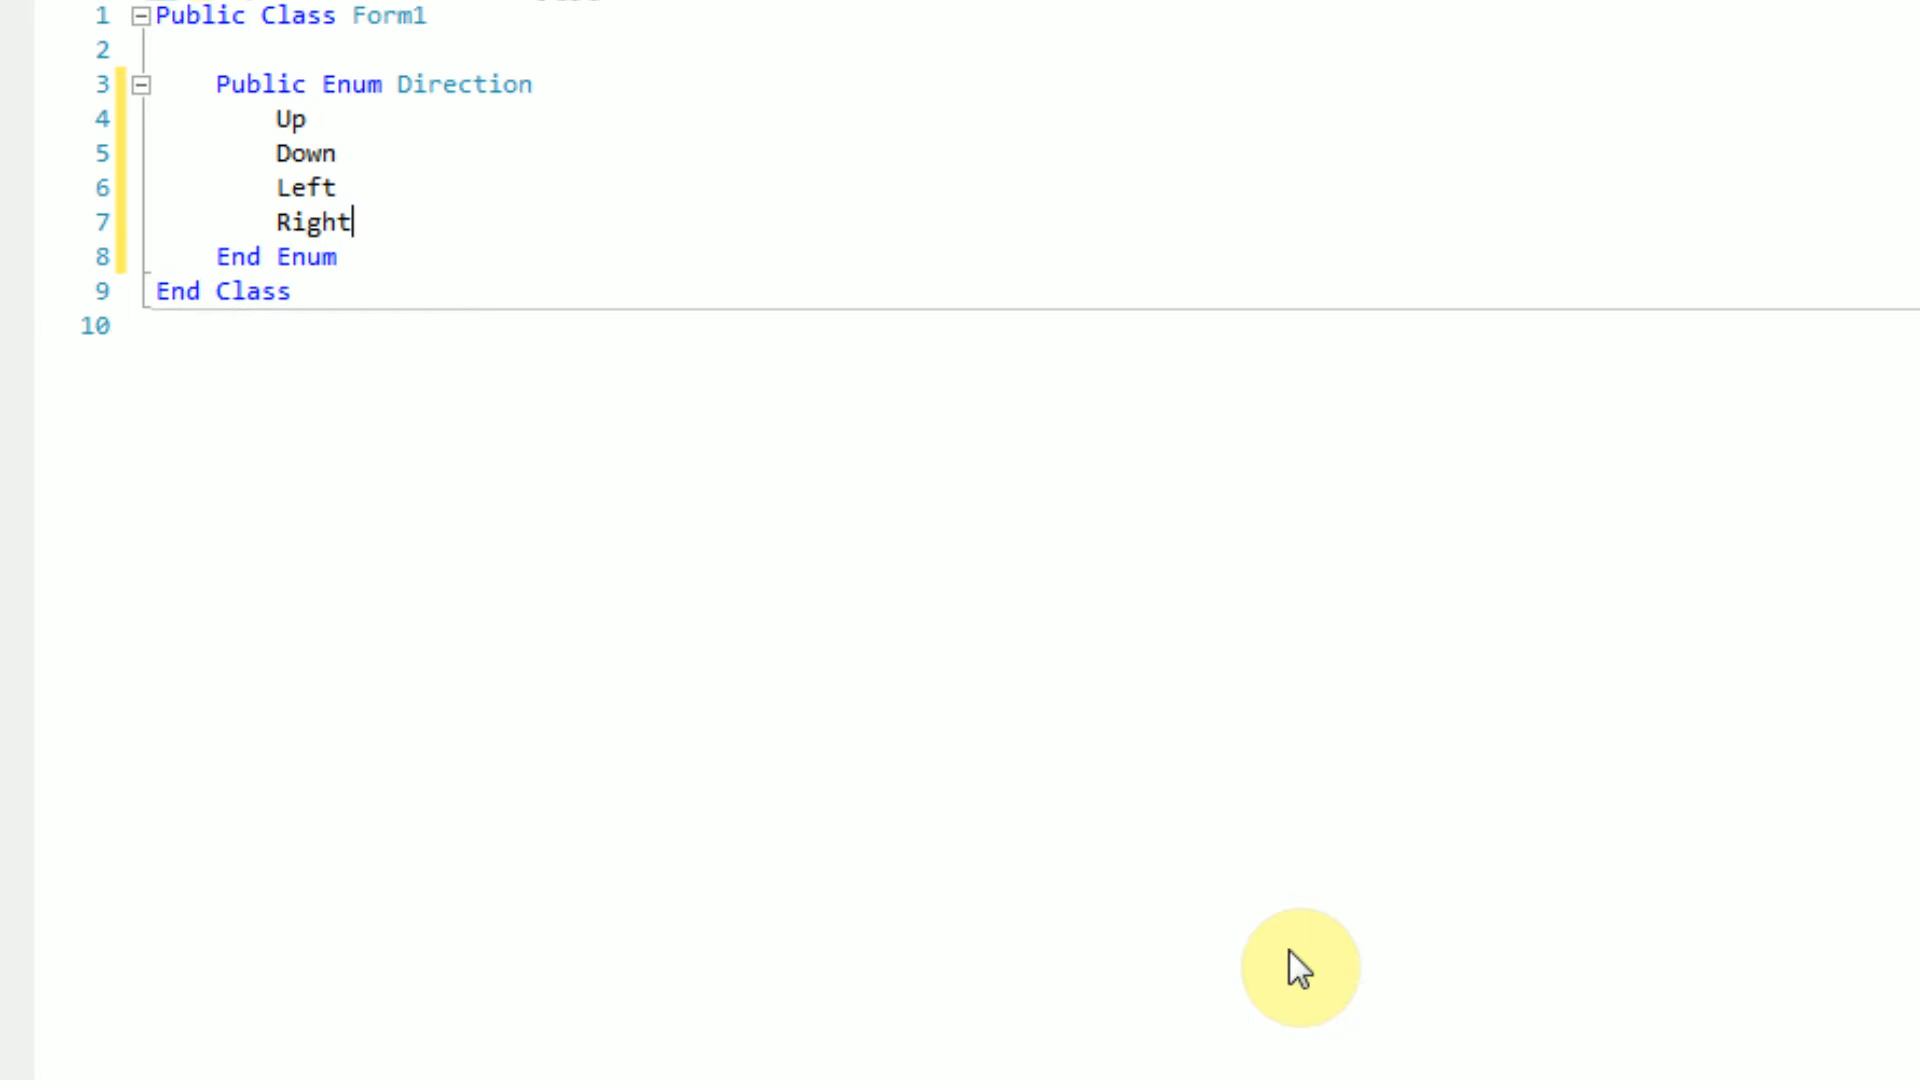 1 Public Class Form1
2
3 Public Enum Direction
4 Up
5 Down
6 Left
7 Right
8 End Enum
9 End Class
10